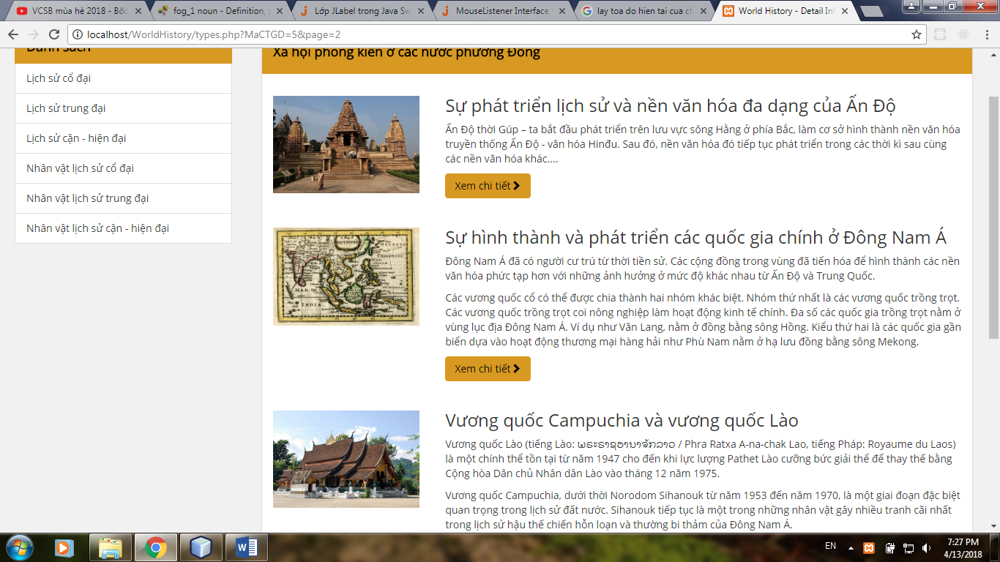 VCSB mùa hè 2018 - Bốc
fog_1 noun - Definition,
Lớp JLabel trong Java Sw
MouseListener Interface
lay toa do hien tai cua ch
World History - Detail Inf
localhost/WorldHistory/types.php?MaCTGD=5&page=2
Danh sách
Lịch sử cổ đại
Lịch sử trung đại
Lịch sử cận - hiện đại
Nhân vật lịch sử cổ đại
Nhân vật lịch sử trung đại
Nhân vật lịch sử cận - hiện đại
Xã hội phong kiến ở các nước phương Đông
Sự phát triển lịch sử và nền văn hóa đa dạng của Ấn Độ
Ấn Độ thời Gúp – ta bắt đầu phát triển trên lưu vực sông Hằng ở phía Bắc, làm cơ sở hình thành nền văn hóa
truyền thống Ấn Độ - văn hóa Hinđu. Sau đó, nền văn hóa đó tiếp tục phát triển trong các thời kì sau cùng
các nền văn hóa khác....
Xem chi tiết
Sự hình thành và phát triển các quốc gia chính ở Đông Nam Á
Đông Nam Á đã có người cư trú từ thời tiền sử. Các cộng đồng trong vùng đã tiến hóa để hình thành các nền
văn hóa phức tạp hơn với những ảnh hưởng ở mức độ khác nhau từ Ấn Độ và Trung Quốc.
Các vương quốc cổ có thể được chia thành hai nhóm khác biệt. Nhóm thứ nhất là các vương quốc trồng trọt.
Các vương quốc trồng trọt coi nông nghiệp làm hoạt động kinh tế chính. Đa số các quốc gia trồng trọt nằm ở
vùng lục địa Đông Nam Á. Ví dụ như Văn Lang, nằm ở đồng bằng sông Hồng. Kiểu thứ hai là các quốc gia gần
biển dựa vào hoạt động thương mại hàng hải như Phù Nam nằm ở hạ lưu đồng bằng sông Mekong.
Xem chi tiết
Vương quốc Campuchia và vương quốc Lào
Vương quốc Lào (tiếng Lào: ພຣະຣາຊອານາຈັກລາວ / Phra Ratxa A-na-chak Lao, tiếng Pháp: Royaume du Laos)
là một chính thể tồn tại từ năm 1947 cho đến khi lực lượng Pathet Lào cưỡng bức giải thể để thay thế bằng
Cộng hòa Dân chủ Nhân dân Lào vào tháng 12 năm 1975.
Vương quốc Campuchia, dưới thời Norodom Sihanouk từ năm 1953 đến năm 1970, là một giai đoạn đặc biệt
quan trọng trong lịch sử đất nước. Sihanouk tiếp tục là một trong những nhân vật gây nhiều tranh cãi nhất
trong lịch sử hậu thế chiến hỗn loạn và thường bi thảm của Đông Nam Á.
EN
7:27 PM
4/13/2018